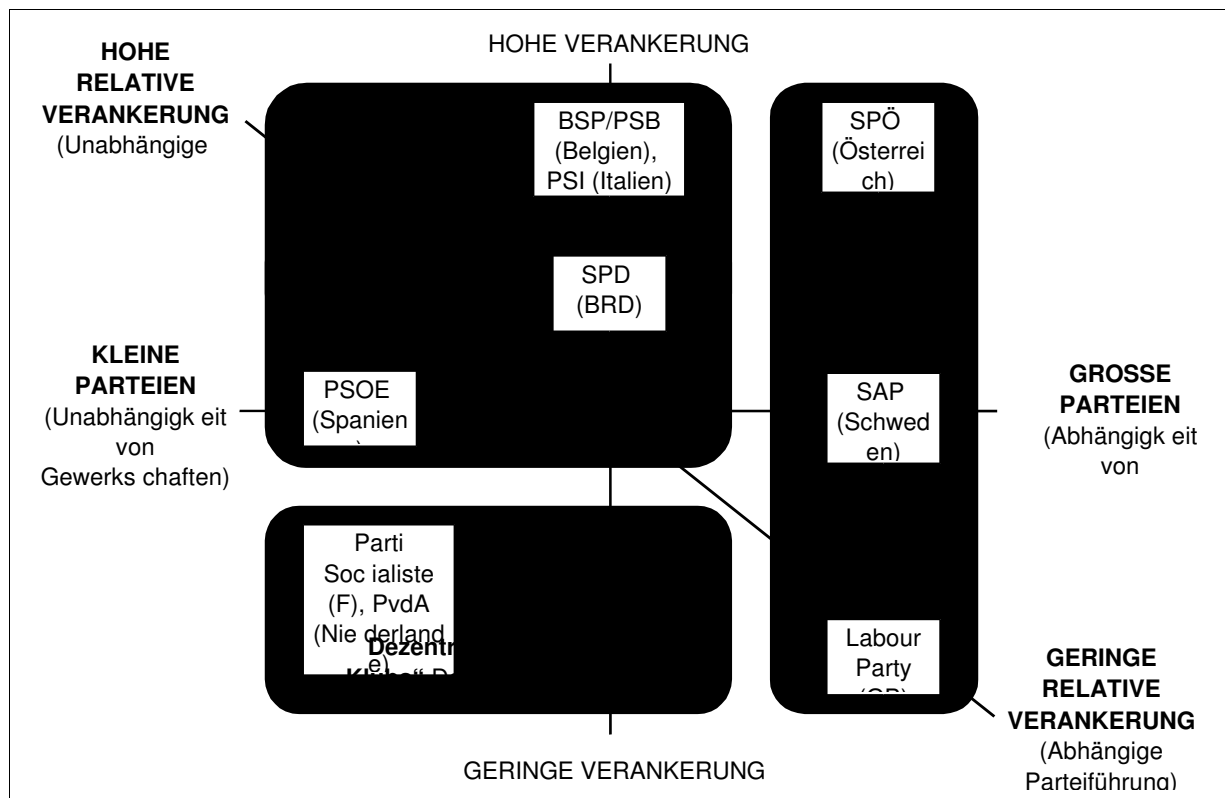 HOHE VERANKERUNG
HOHE
RELATIVE
VERANKERUNG
(Unabhängige
BSP/PSB
(Belgien),
PSI (Italien)
SPÖ
(Österrei
ch)
SPD
(BRD)
KLEINE
PARTEIEN
(Unabhängigk eit
von
Gewerks chaften)
PSOE
(Spanien
SAP
(Schwed
en)
GROSSE
PARTEIEN
(Abhängigk eit
von
Parti
Soc ialiste
(F), PvdA
(Nie derland
e)
Dezentr
Labour
Party
GERINGE
RELATIVE
VERANKERUNG
(Abhängige
Parteiführung)
GERINGE VERANKERUNG